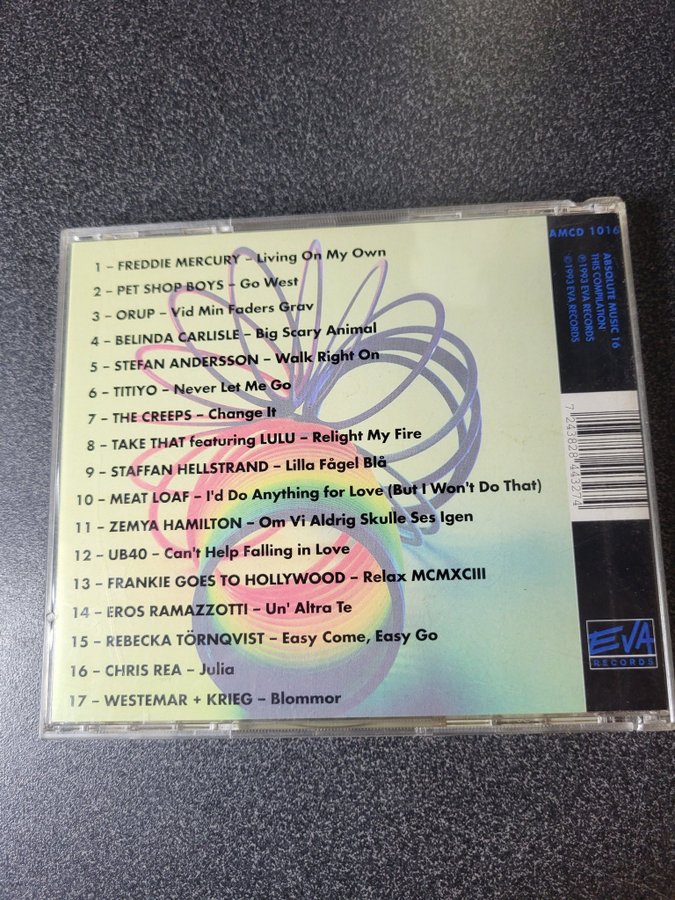 1 – FREDDIE MERCURY – Living On My Own
2 – PET SHOP BOYS – Go West
3 – ORUP – Vid Min Faders Grav
4 – BELINDA CARLISLE – Big Scary Animal
5 – STEFAN ANDERSSON – Walk Right On
6 – TITIYO – Never Let Me Go
7 – THE CREEPS – Change It
8 – TAKE THAT featuring LULU – Relight My Fire
9 – STAFFAN HELLSTRAND – Lilla Fågel Blå
10 – MEAT LOAF – I'd Do Anything for Love (But I Won't Do That)
11 – ZEMYA HAMILTON – Om Vi Aldrig Skulle Ses Igen
12 – UB40 – Can't Help Falling in Love
13 – FRANKIE GOES TO HOLLYWOOD – Relax MCMXCIII
14 – EROS RAMAZZOTTI – Un' Altra Te
15 – REBECKA TÖRNQVIST – Easy Come, Easy Go
16 – CHRIS REA – Julia
17 – WESTEMAR + KRIEG – Blommor
AMCD 1016
ABSOLUTE MUSIC 16
THIS COMPILATION
℗ 1993 EVA RECORDS
© 1993 EVA RECORDS
7 243828 443274
EVA
RECORDS